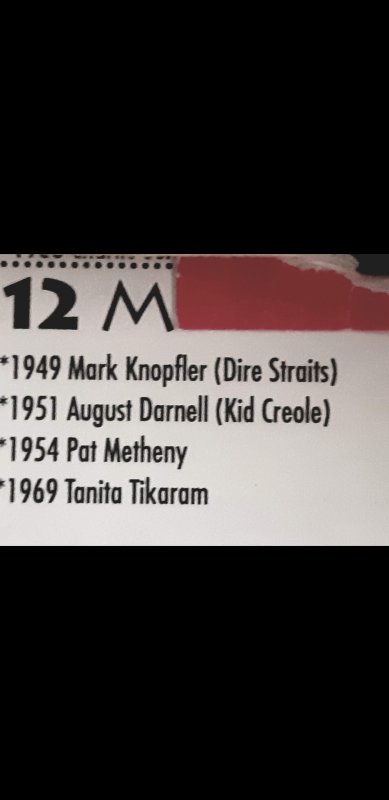 12 M
*1949 Mark Knopfler (Dire Straits)
*1951 August Darnell (Kid Creole)
*1954 Pat Metheny
*1969 Tanita Tikaram